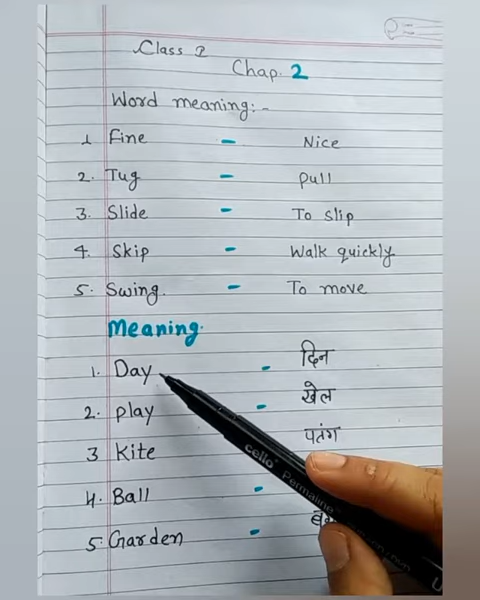 Class 2
Chap. 2
Word meaning:-
1 Fine - Nice
2. Tug - Pull
3. Slide - To slip
4. Skip - Walk quickly
5. Swing. - To move
Meaning.
1. Day - दिन
2. play - खेल
3 Kite पतंग
4. Ball -
5. Garden -
cello Permaline